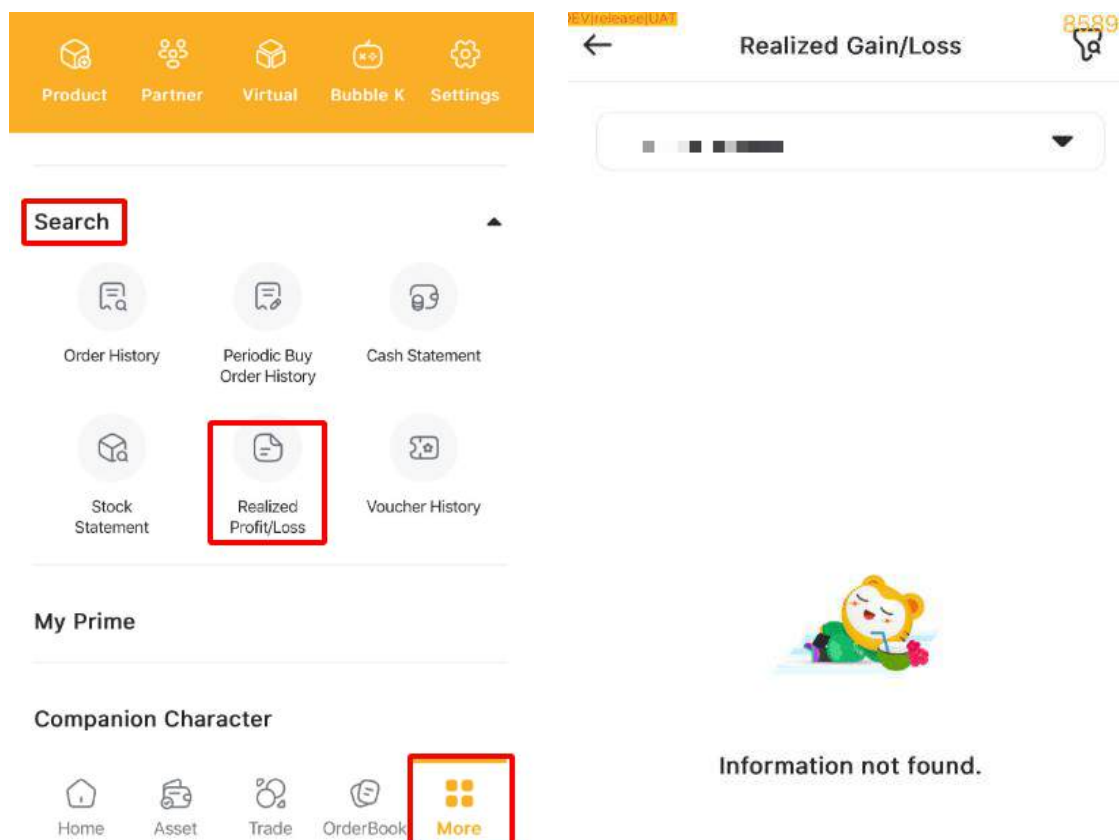 Product Partner Virtual Bubble K Settings
Search
Order History
Periodic Buy
Order History
Cash Statement
Stock
Statement
Realized
Profit/Loss
Voucher History
My Prime
Companion Character
Home Asset Trade OrderBook More
DEV|release|UAT
8589
Realized Gain/Loss
Information not found.